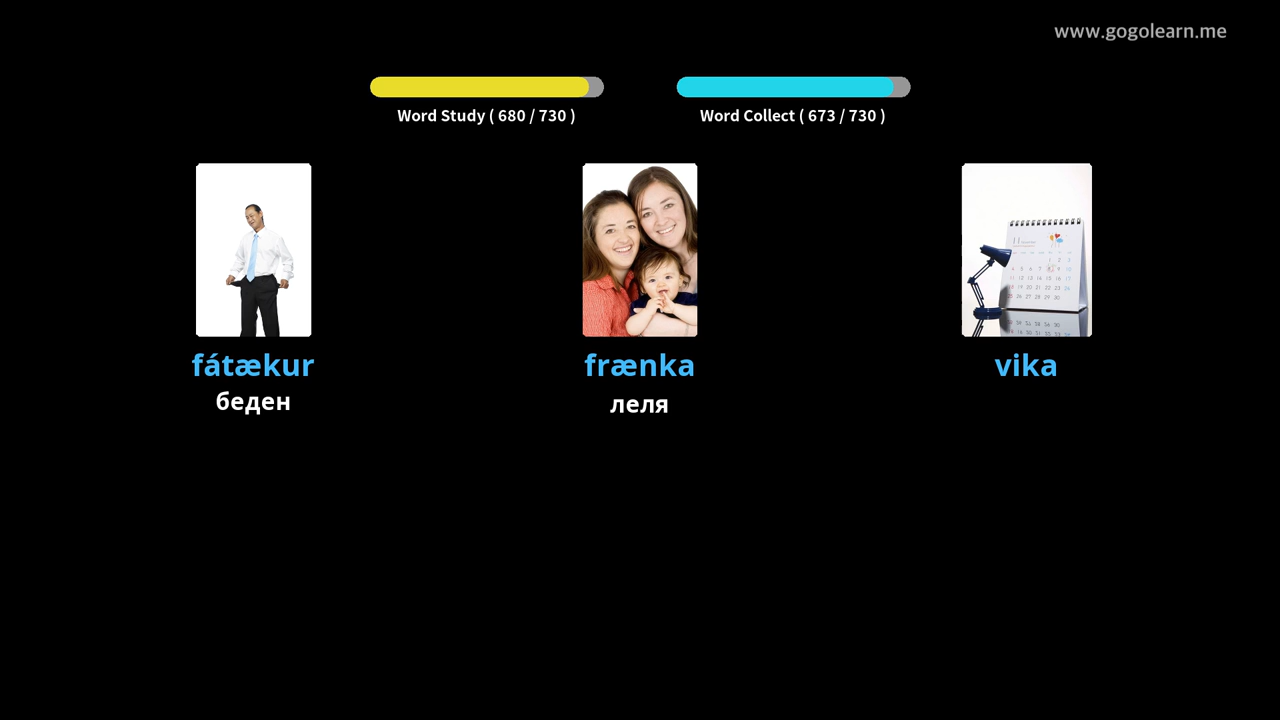 www.gogolearn.me
Word Study ( 680 / 730 )
Word Collect ( 673 / 730 )
fátækur
беден
frænka
леля
vika